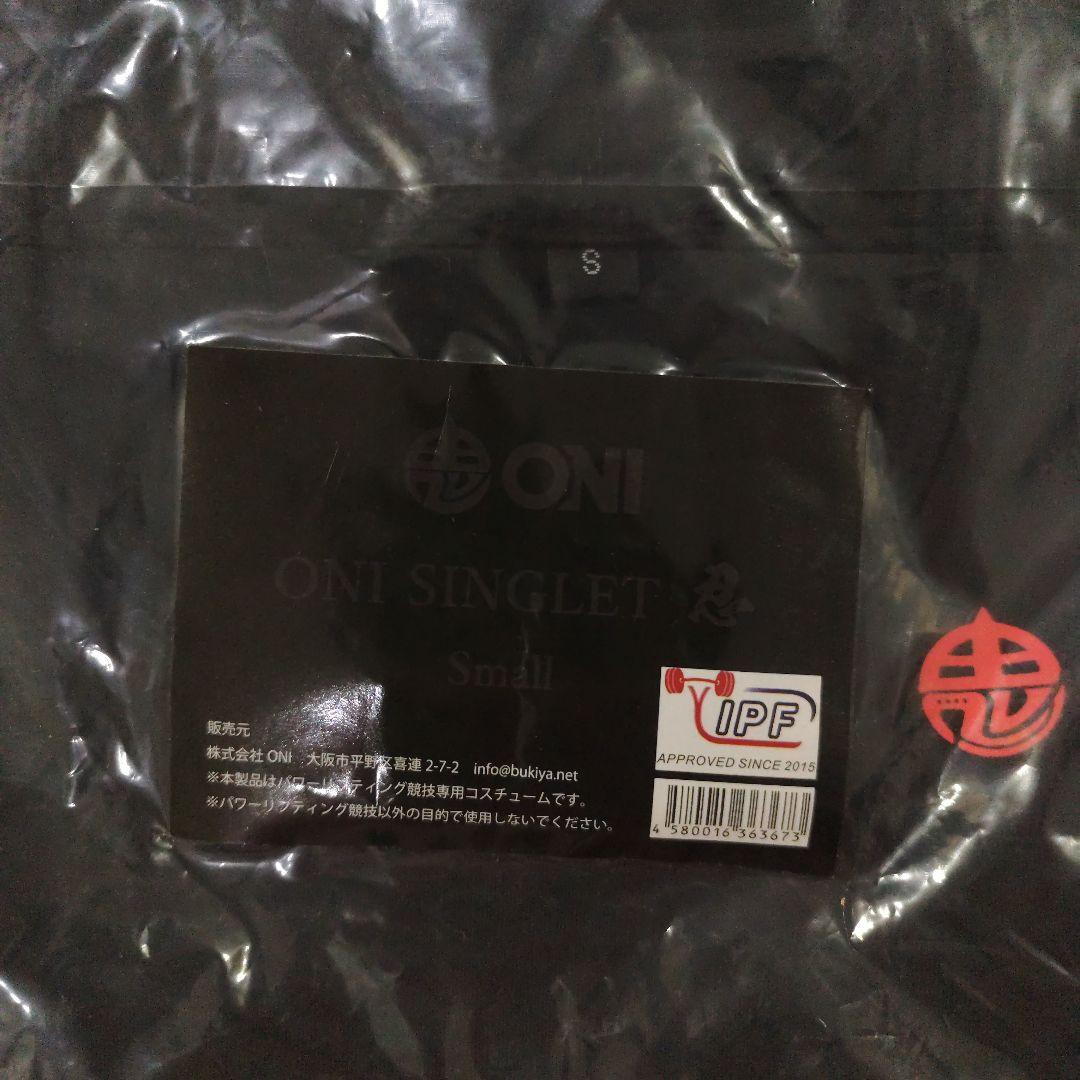 S
ONI
ONI SINGLET 忍
Small
販売元
株式会社 ONI 大阪市平野区喜連 2-7-2 info@bukiya.net
※本製品はパワーリフティング競技専用コスチュームです。
※パワーリフティング競技以外の目的で使用しないでください。
IPF
APPROVED SINCE 2015
4 580016 363673